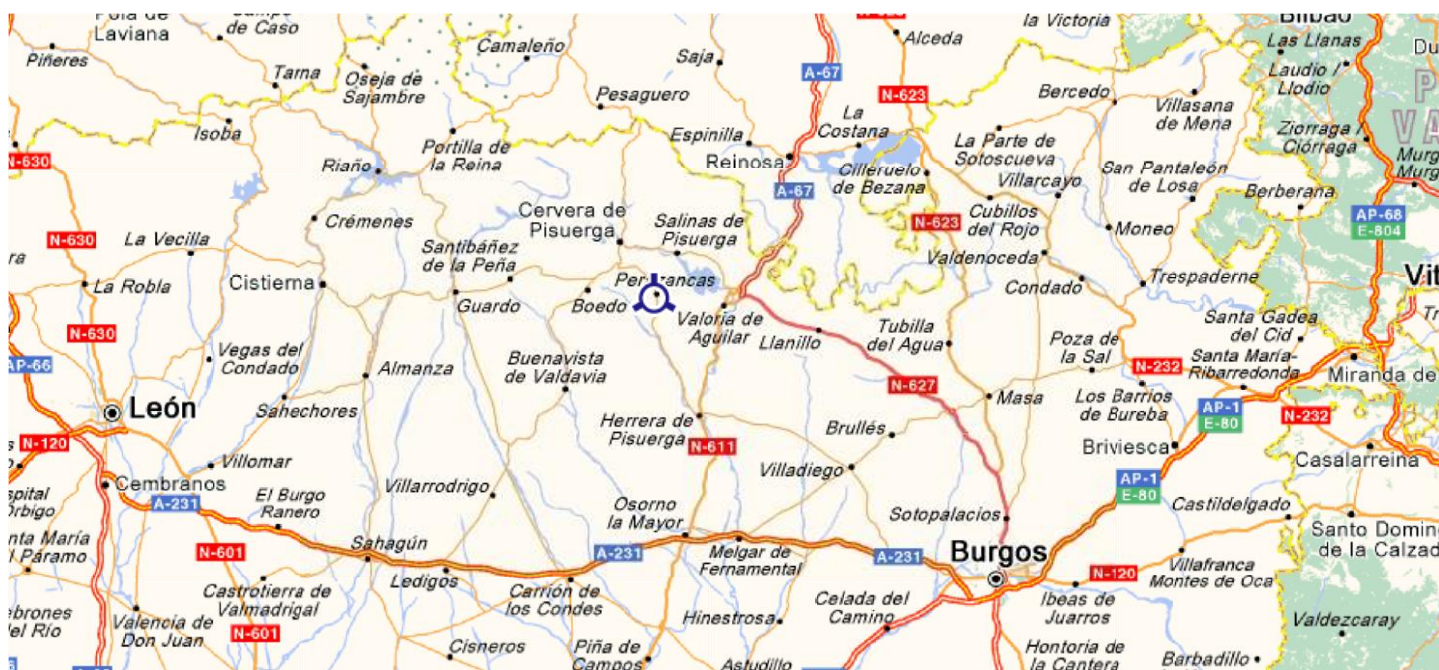 Pola de
Laviana
Campo
de Caso
Piñeres
Tarna
Oseja de
Sajambre
Camaleño
Saja
Pesaguero
A-67
N-623
Alceda
la Victoria
Bercedo
Villasana
de Mena
Bilbao
Las Llanas
Laudio /
Llodio
Ziorraga /
Ciórraga
Isoba
N-630
Riaño
Portilla de
la Reina
Espinilla
Reinosa
La
Costana
Cilleruelo
de Bezana
La Parte de
Sotoscueva
Villarcayo
San Pantaleón
de Losa
Berberana
AP-68
E-804
Crémenes
Cervera de
Pisuerga
Salinas de
Pisuerga
A-67
N-623
Cubillos
del Rojo
Moneo
N-630
La Vecilla
La Robla
Cistierna
Santibáñez
de la Peña
Guardo
Boedo
Valoria de
Aguilar
Llanillo
Tubilla
del Agua
Valdenoceda
Condado
Trespaderne
Santa Gadea
del Cid
N-630
AP-66
Vegas del
Condado
Almanza
Buenavista
de Valdavia
N-627
Poza de
la Sal
N-232
Santa María-
Ribarredonda
Miranda de
León
Sahechores
Herrera de
Pisuerga
N-611
Brullés
Masa
Los Barrios
de Bureba
AP-1
E-80
N-232
N-120
Villomar
Cembranos
Villarrodrigo
Villadiego
Briviesca
Casalarreina
A-231
El Burgo
Ranero
Osorno
la Mayor
Sotopalacios
AP-1
E-80
Castildelgado
Santo Doming
de la Calzad
N-601
Sahagún
Ledigos
A-231
Melgar de
Fernamental
A-231
Burgos
N-120
Villafranca
Montes de Oca
Castrotierra de
Valmadrigal
Carrión de
los Condes
Hinestrosa
Celada del
Camino
Ibeas de
Juarros
Valdezcaray
Valencia de
Don Juan
N-601
Cisneros
Piña de
Campos
Astudillo
Hontoria de
la Cantera
Barbadillo